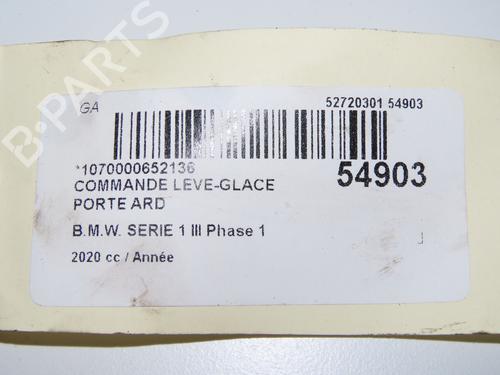 GA
52720301 54903
*1070000652136
54903
COMMANDE LEVE-GLACE
PORTE ARD
B.M.W. SERIE 1 III Phase 1
2020 cc / Année
B-PARTS